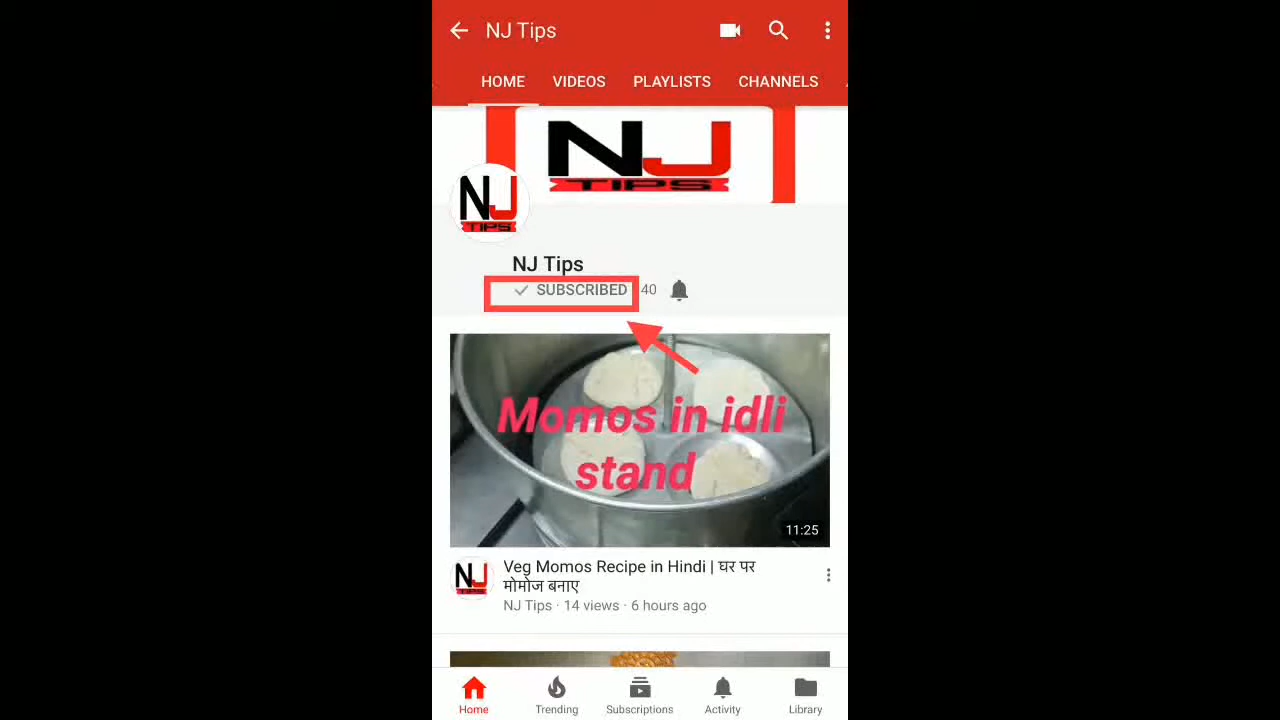 NJ Tips
HOME VIDEOS PLAYLISTS CHANNELS
NJ
TIPS
NJ
TIPS
NJ Tips
SUBSCRIBED 40
Momos in idli
stand
11:25
NJ
TIPS
Veg Momos Recipe in Hindi | घर पर
मोमोज बनाए
NJ Tips · 14 views · 6 hours ago
Home Trending Subscriptions Activity Library